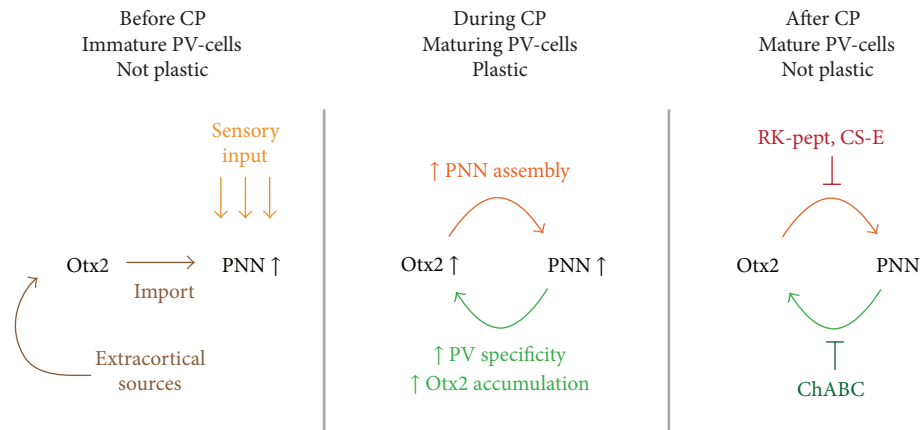 Before CP
Immature PV-cells
Not plastic
Sensory
input
Otx2
PNN ↑
Import
Extracortical
sources
During CP
Maturing PV-cells
Plastic
↑ PNN assembly
Otx2 ↑
PNN ↑
↑ PV specificity
↑ Otx2 accumulation
After CP
Mature PV-cells
Not plastic
RK-pept, CS-E
Otx2
PNN
ChABC